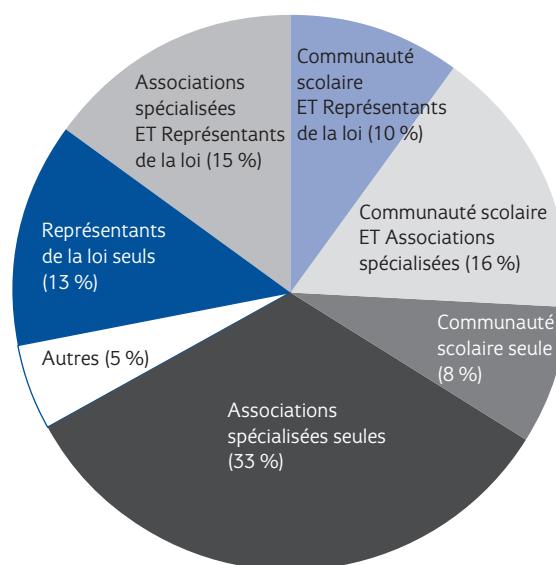 Communauté
scolaire
ET Représentants
de la loi (10 %)
Communauté scolaire
ET Associations
spécialisées (16 %)
Communauté
scolaire seule
(8 %)
Associations
spécialisées seules
(33 %)
Autres (5 %)
Représentants
de la loi seuls
(13 %)
Associations
spécialisées
ET Représentants
de la loi (15 %)